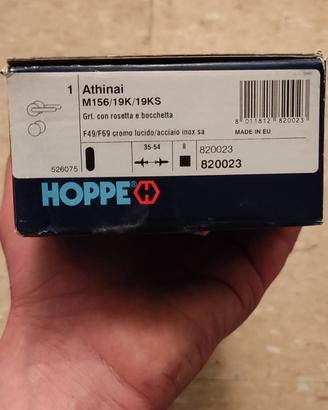 1 Athinai
M156/19K/19KS
Grt. con rosetta e bocchetta
F49/F69 cromo lucido/acciaio inox sa
MADE IN EU
8 011812 820023
526075
35-54
8
820023
820023
HOPPE®